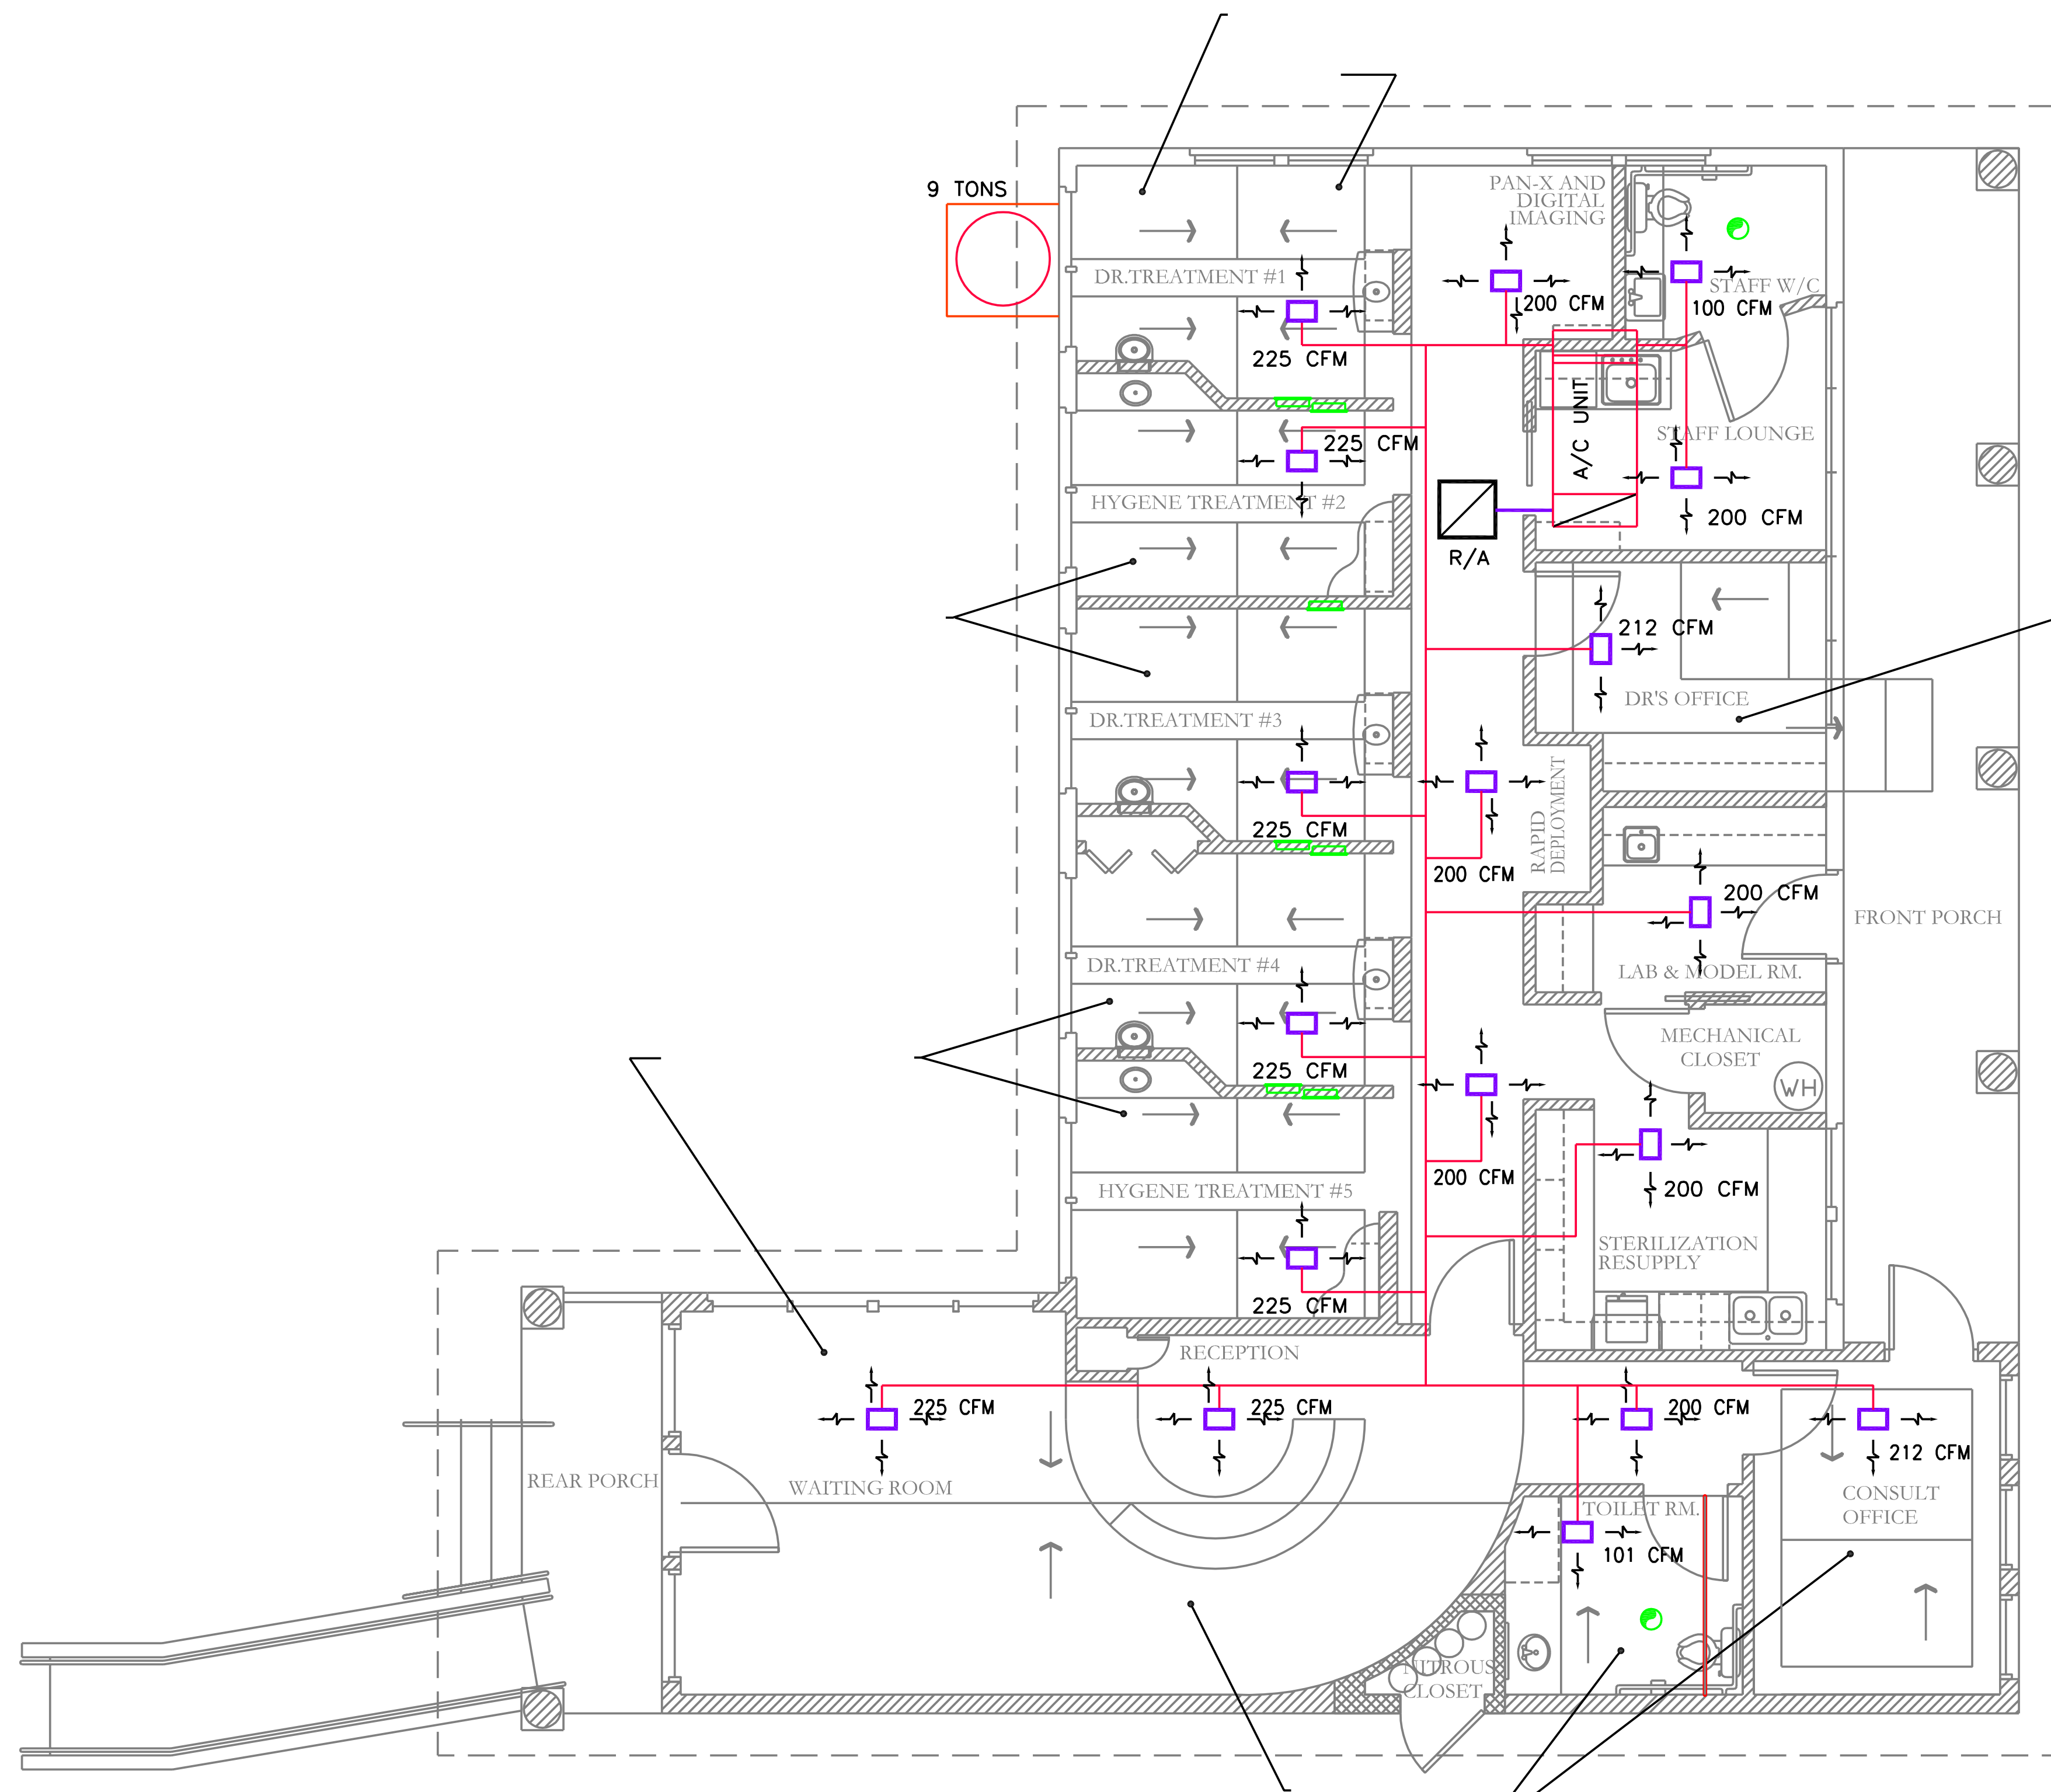 9 TONS
PAN-X AND
DIGITAL
IMAGING
DR.TREATMENT #1
STAFF W/C
200 CFM
100 CFM
225 CFM
A/C UNIT
STAFF LOUNGE
225 CFM
HYGENE TREATMENT #2
200 CFM
R/A
212 CFM
DR'S OFFICE
DR.TREATMENT #3
RAPID
DEPLOYMENT
225 CFM
200 CFM
200 CFM
FRONT PORCH
DR.TREATMENT #4
LAB & MODEL RM.
MECHANICAL
CLOSET
225 CFM
WH
200 CFM
200 CFM
HYGENE TREATMENT #5
STERILIZATION
RESUPPLY
225 CFM
RECEPTION
225 CFM
225 CFM
200 CFM
212 CFM
REAR PORCH
WAITING ROOM
CONSULT
OFFICE
TOILET RM.
101 CFM
NITROUS
CLOSET